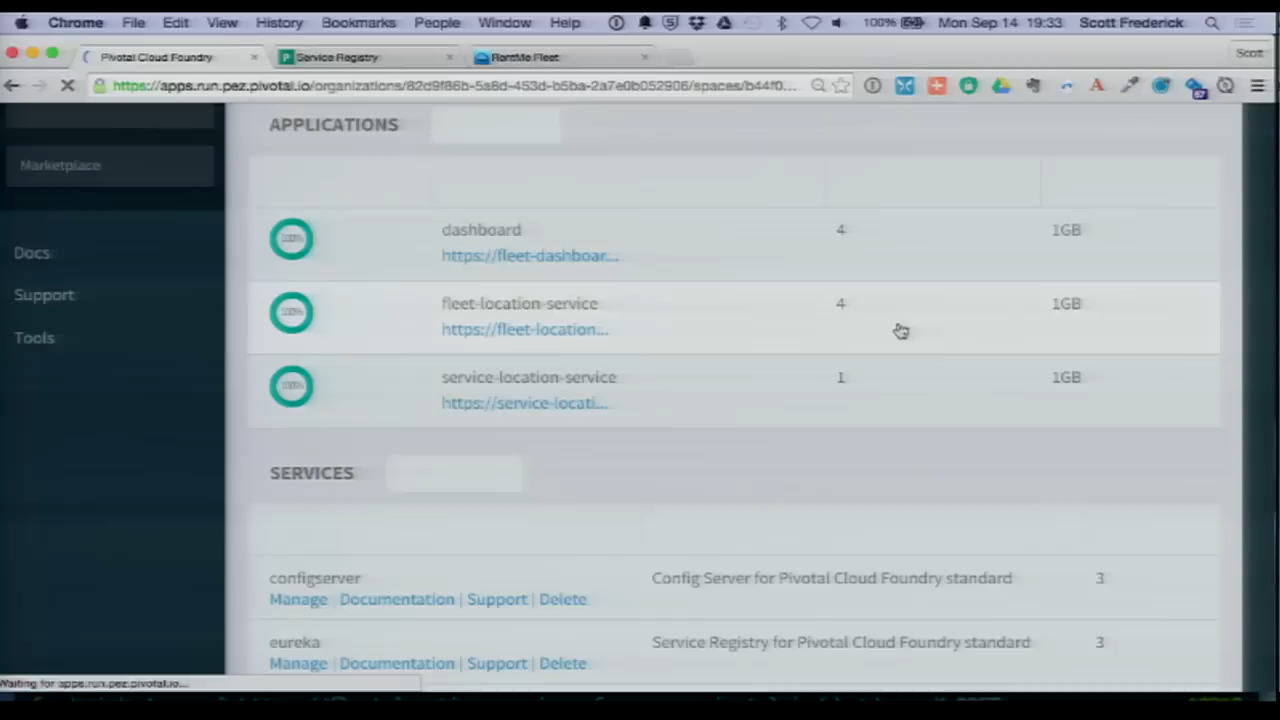 Chrome File Edit View History Bookmarks People Window Help 100% Mon Sep 14 19:33 Scott Frederick
Pivotal Cloud Foundry Service Registry RentMe Fleet Scott
https://apps.run.pez.pivotal.io/organizations/82d9f86b-5a8d-453d-b5ba-2a7e0b052906/spaces/b44f0...
APPLICATIONS
Marketplace
100% dashboard 4 1GB
https://fleet-dashboar...
Docs
Support
Tools
100% fleet-location-service 4 1GB
https://fleet-location...
100% service-location-service 1 1GB
https://service-locati...
SERVICES
configserver Config Server for Pivotal Cloud Foundry standard 3
Manage Documentation | Support | Delete
eureka Service Registry for Pivotal Cloud Foundry standard 3
Manage Documentation | Support | Delete
Waiting for apps.run.pez.pivotal.io...